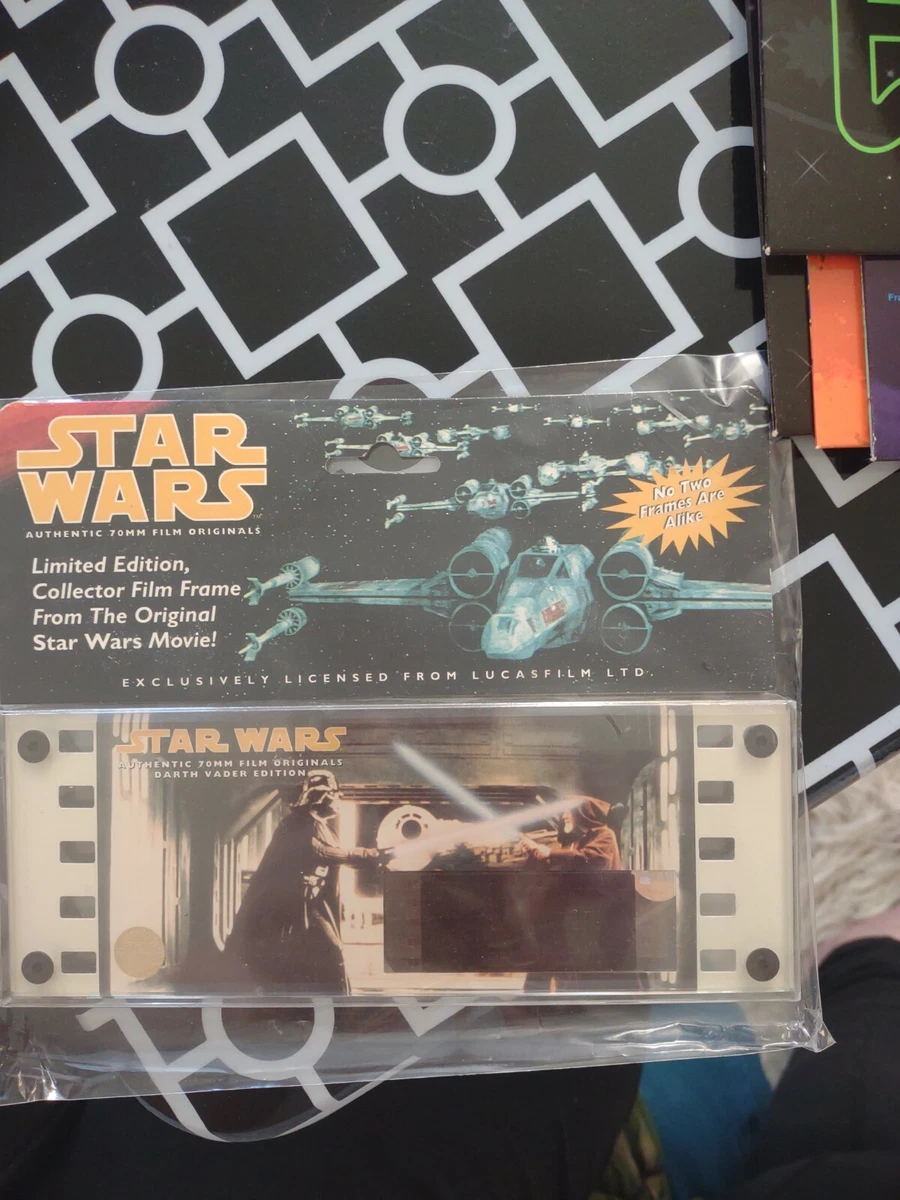 Fra
STAR
WARS
AUTHENTIC 70MM FILM ORIGINALS
No Two
Frames Are
Alike
Limited Edition,
Collector Film Frame
From The Original
Star Wars Movie!
EXCLUSIVELY LICENSED FROM LUCASFILM LTD.
STAR WARS
AUTHENTIC 70MM FILM ORIGINALS
DARTH VADER EDITION